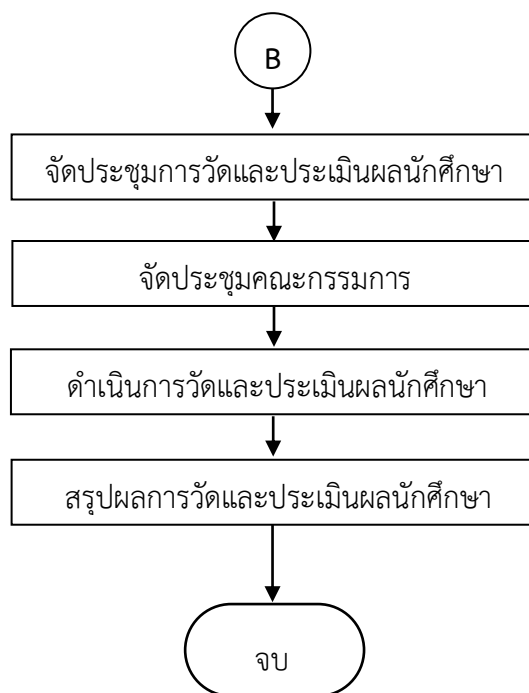 B
จัดประชุมการวัดและประเมินผลนักศึกษา
จัดประชุมคณะกรรมการ
ดำเนินการวัดและประเมินผลนักศึกษา
สรุปผลการวัดและประเมินผลนักศึกษา
จบ